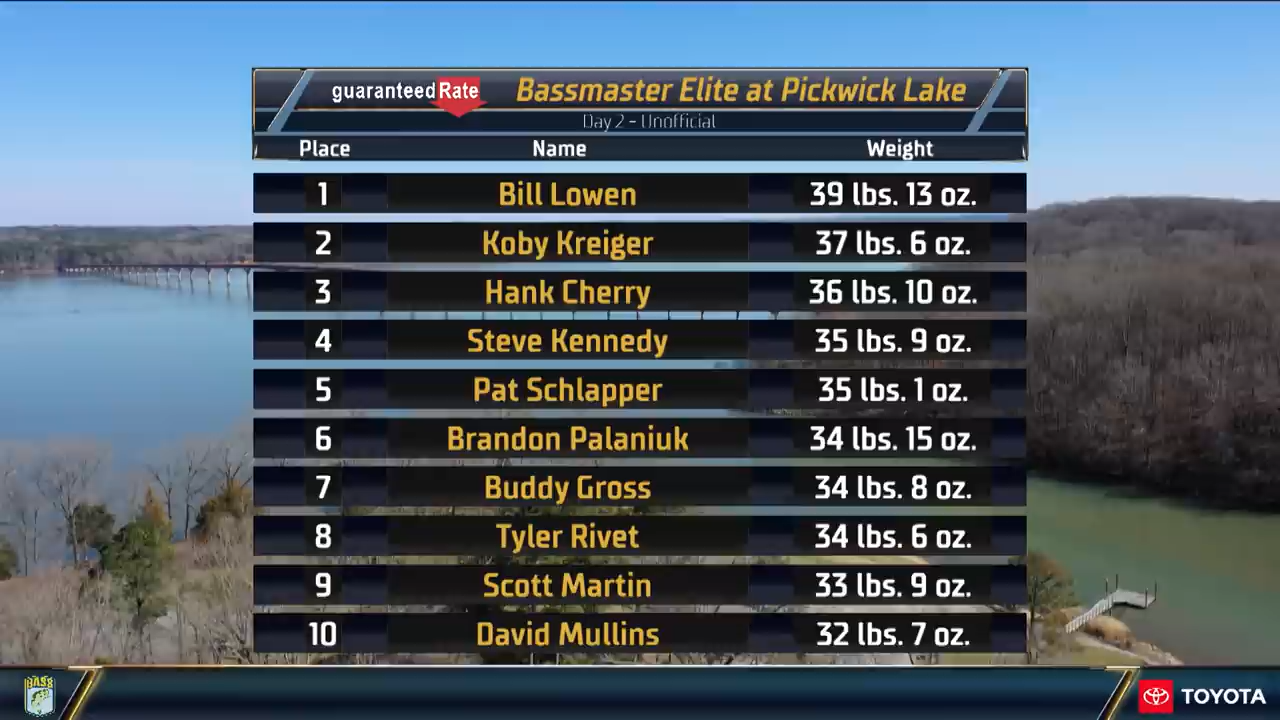 guaranteed Rate Bassmaster Elite at Pickwick Lake
Day 2 - Unofficial
Place Name Weight
1 Bill Lowen 39 lbs. 13 oz.
2 Koby Kreiger 37 lbs. 6 oz.
3 Hank Cherry 36 lbs. 10 oz.
4 Steve Kennedy 35 lbs. 9 oz.
5 Pat Schlapper 35 lbs. 1 oz.
6 Brandon Palaniuk 34 lbs. 15 oz.
7 Buddy Gross 34 lbs. 8 oz.
8 Tyler Rivet 34 lbs. 6 oz.
9 Scott Martin 33 lbs. 9 oz.
10 David Mullins 32 lbs. 7 oz.
BASS TOYOTA